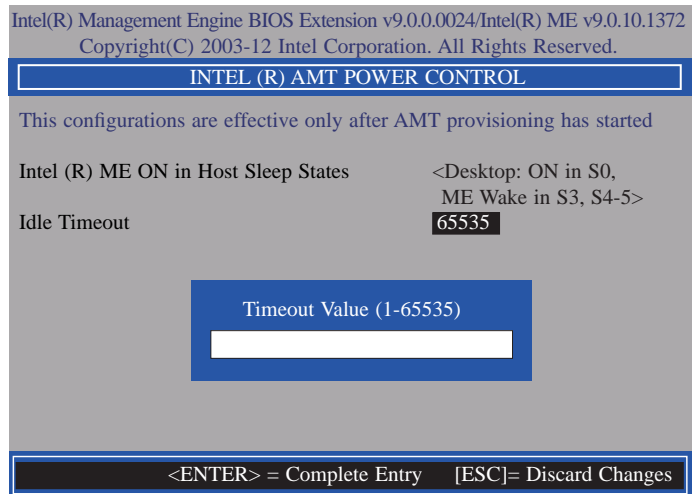 Intel(R) Management Engine BIOS Extension v9.0.0.0024/Intel(R) ME v9.0.10.1372
Copyright(C) 2003-12 Intel Corporation. All Rights Reserved.
INTEL (R) AMT POWER CONTROL
This configurations are effective only after AMT provisioning has started
Intel (R) ME ON in Host Sleep States <Desktop: ON in S0,
ME Wake in S3, S4-5>
Idle Timeout 65535
Timeout Value (1-65535)
<ENTER> = Complete Entry [ESC]= Discard Changes